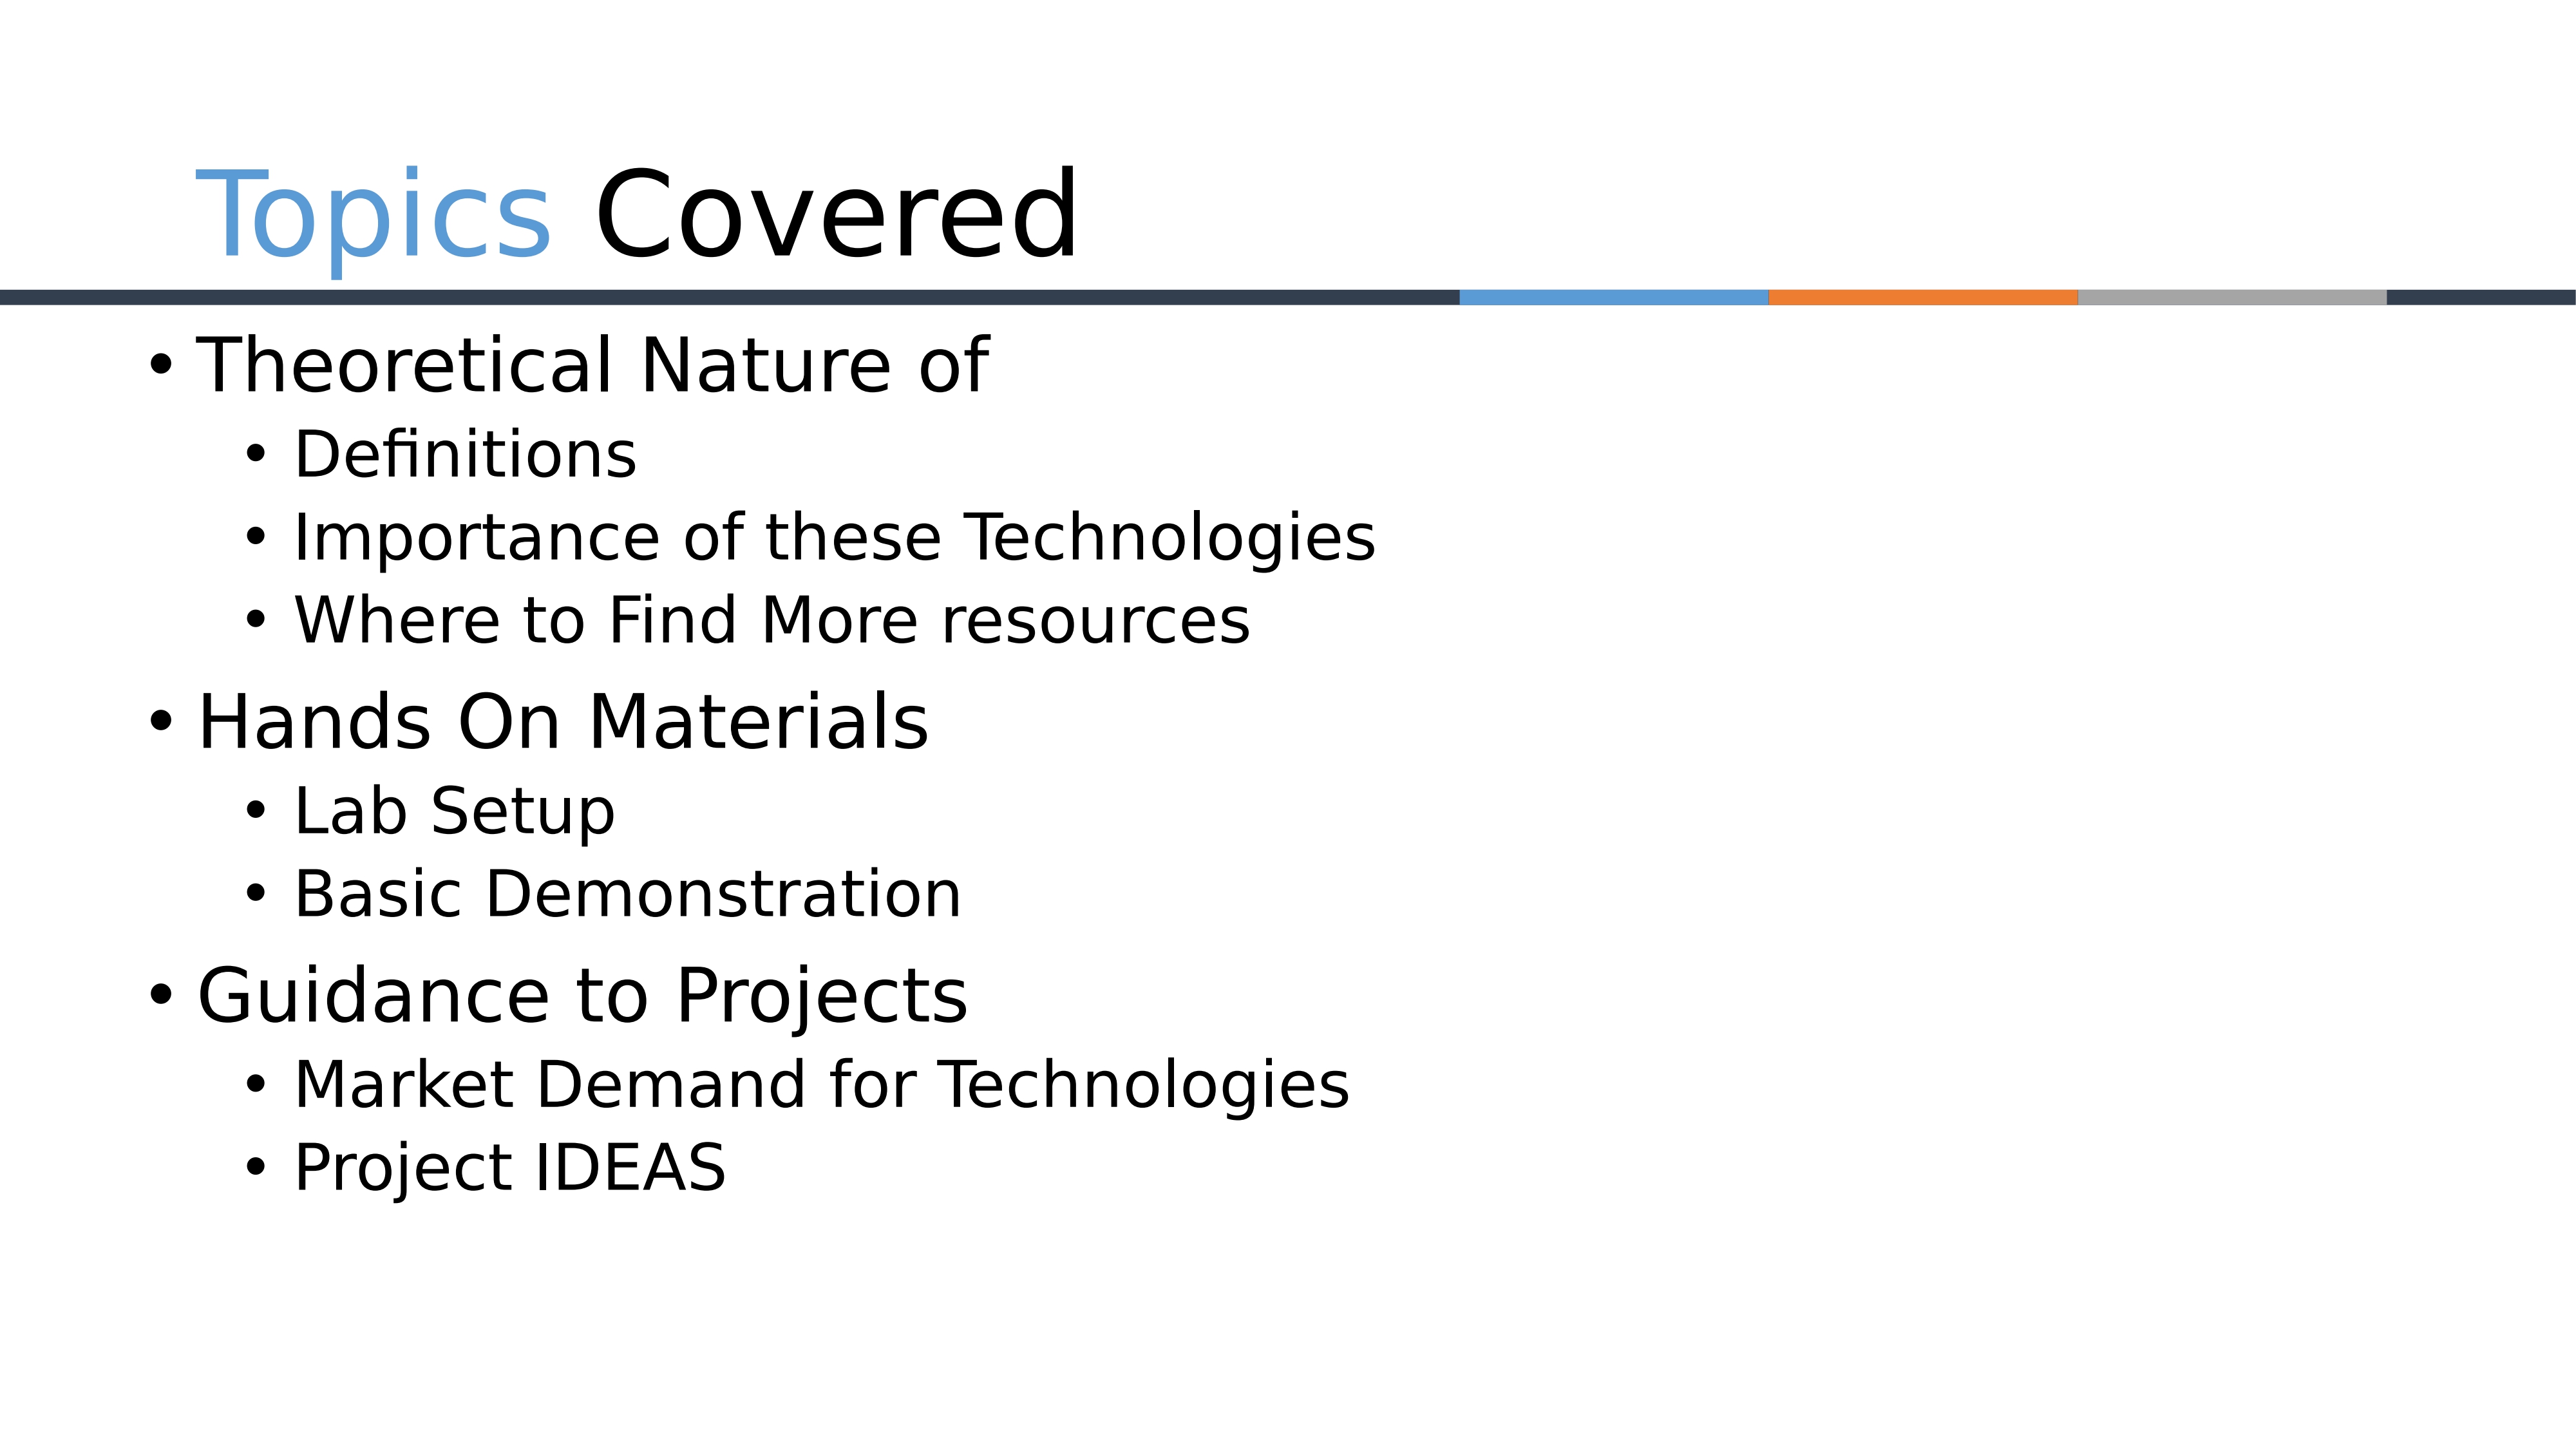 Topics Covered
• Theoretical Nature of
• Definitions
• Importance of these Technologies
• Where to Find More resources
• Hands On Materials
• Lab Setup
• Basic Demonstration
• Guidance to Projects
• Market Demand for Technologies
• Project IDEAS